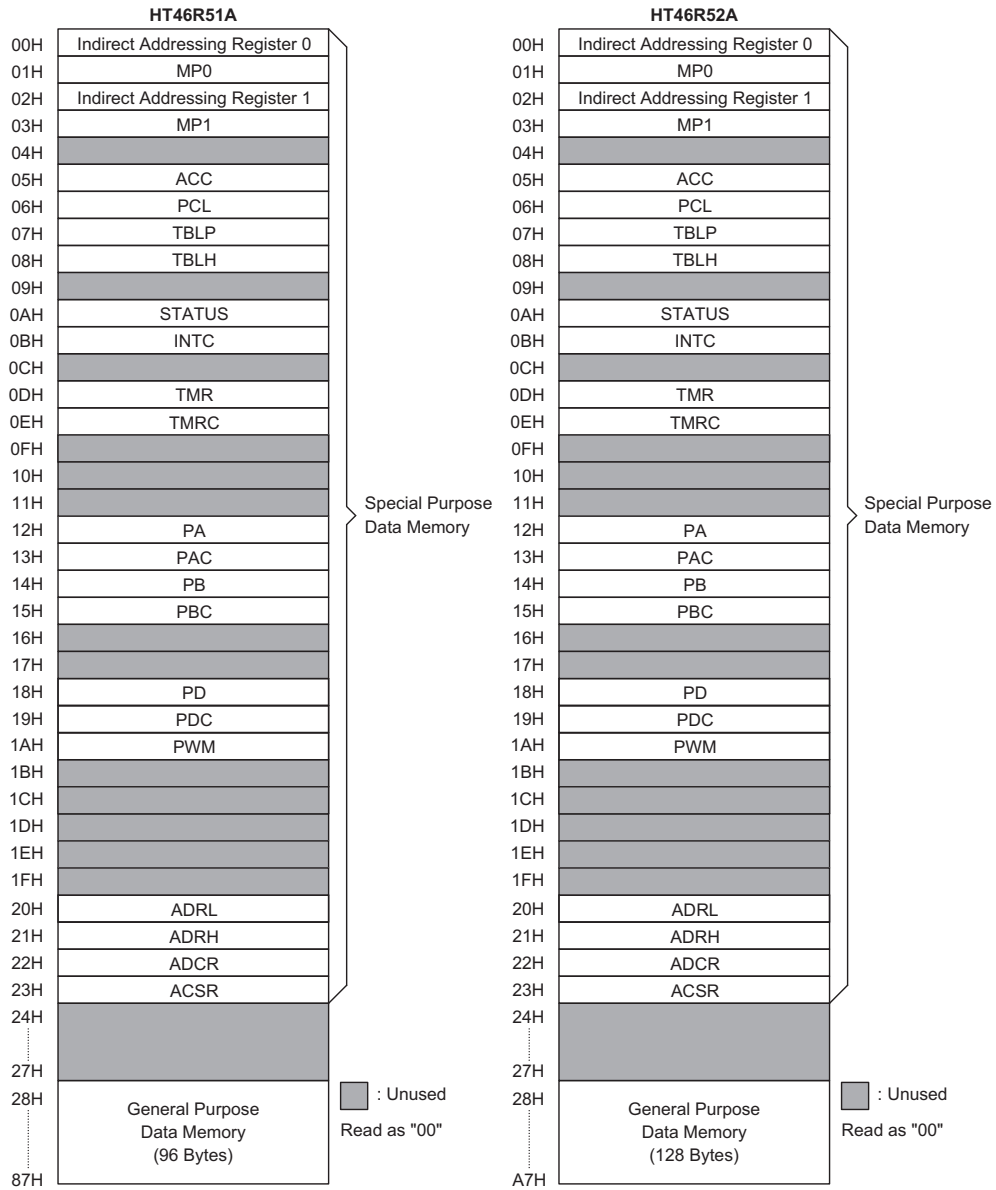 HT46R51A
00H Indirect Addressing Register 0
01H MP0
02H Indirect Addressing Register 1
03H MP1
04H
05H ACC
06H PCL
07H TBLP
08H TBLH
09H
0AH STATUS
0BH INTC
0CH
0DH TMR
0EH TMRC
0FH
10H
11H
12H PA
13H PAC
14H PB
15H PBC
16H
17H
18H PD
19H PDC
1AH PWM
1BH
1CH
1DH
1EH
1FH
20H ADRL
21H ADRH
22H ADCR
23H ACSR
24H
27H
28H
General Purpose
Data Memory
(96 Bytes)
87H
Special Purpose
Data Memory
: Unused
Read as "00"
HT46R52A
00H Indirect Addressing Register 0
01H MP0
02H Indirect Addressing Register 1
03H MP1
04H
05H ACC
06H PCL
07H TBLP
08H TBLH
09H
0AH STATUS
0BH INTC
0CH
0DH TMR
0EH TMRC
0FH
10H
11H
12H PA
13H PAC
14H PB
15H PBC
16H
17H
18H PD
19H PDC
1AH PWM
1BH
1CH
1DH
1EH
1FH
20H ADRL
21H ADRH
22H ADCR
23H ACSR
24H
27H
28H
General Purpose
Data Memory
(128 Bytes)
A7H
Special Purpose
Data Memory
: Unused
Read as "00"